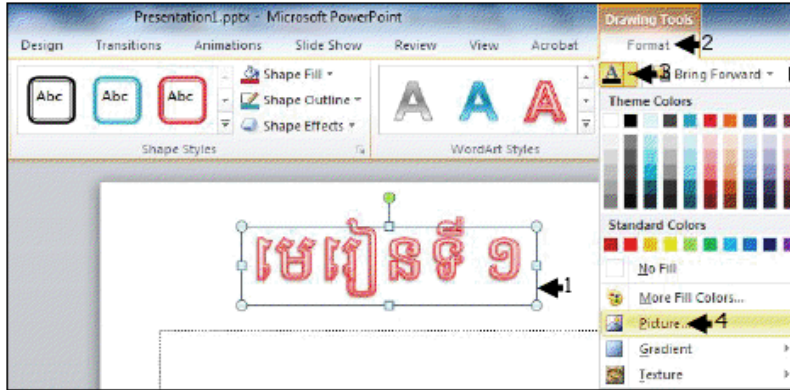 Presentation1.pptx - Microsoft PowerPoint
Drawing Tools
Design Transitions Animations Slide Show Review View Acrobat Format 2
Abc Abc Abc
Shape Fill
Shape Outline
Shape Effects
Shape Styles
A A A
WordArt Styles
A 3 Bring Forward
Theme Colors
Standard Colors
No Fill
More Fill Colors...
Picture... 4
Gradient
Texture
មេរៀនទី ១
1